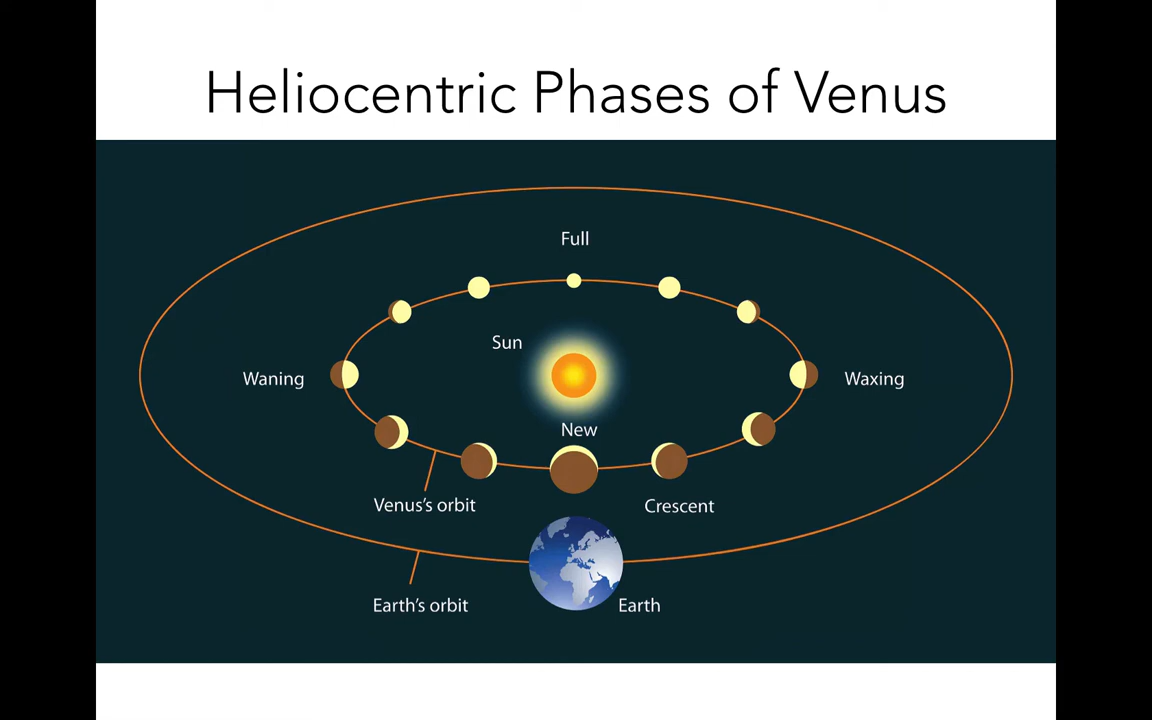 Heliocentric Phases of Venus
Full
Sun
Waning
Waxing
New
Venus’s orbit
Crescent
Earth’s orbit
Earth